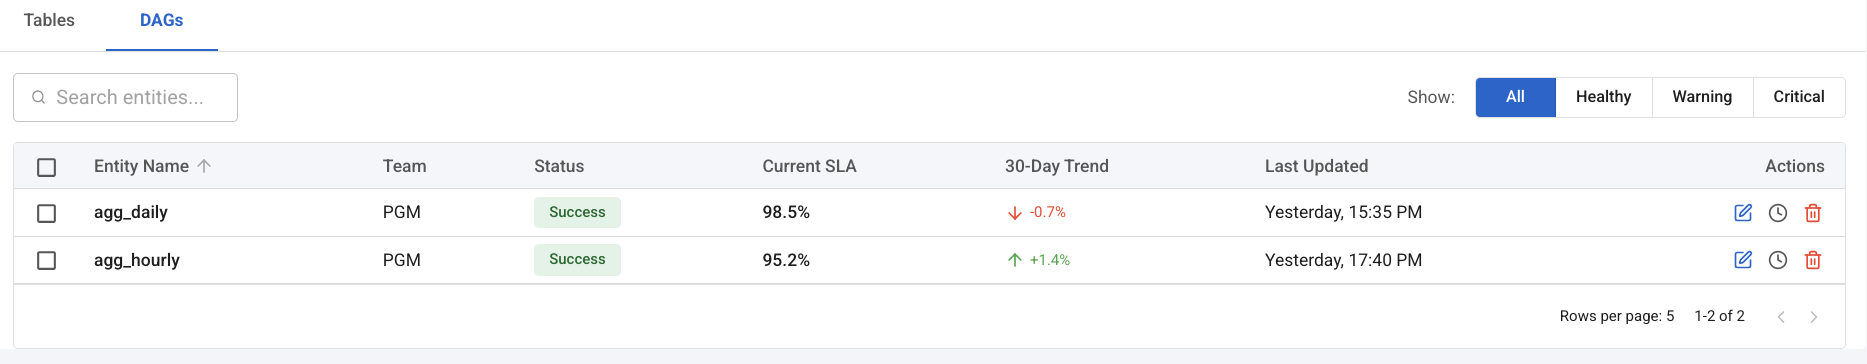 Tables DAGs
Search entities... Show: All Healthy Warning Critical
Entity Name Team Status Current SLA 30-Day Trend Last Updated Actions
agg_daily PGM Success 98.5% -0.7% Yesterday, 15:35 PM
agg_hourly PGM Success 95.2% +1.4% Yesterday, 17:40 PM
Rows per page: 5 1-2 of 2